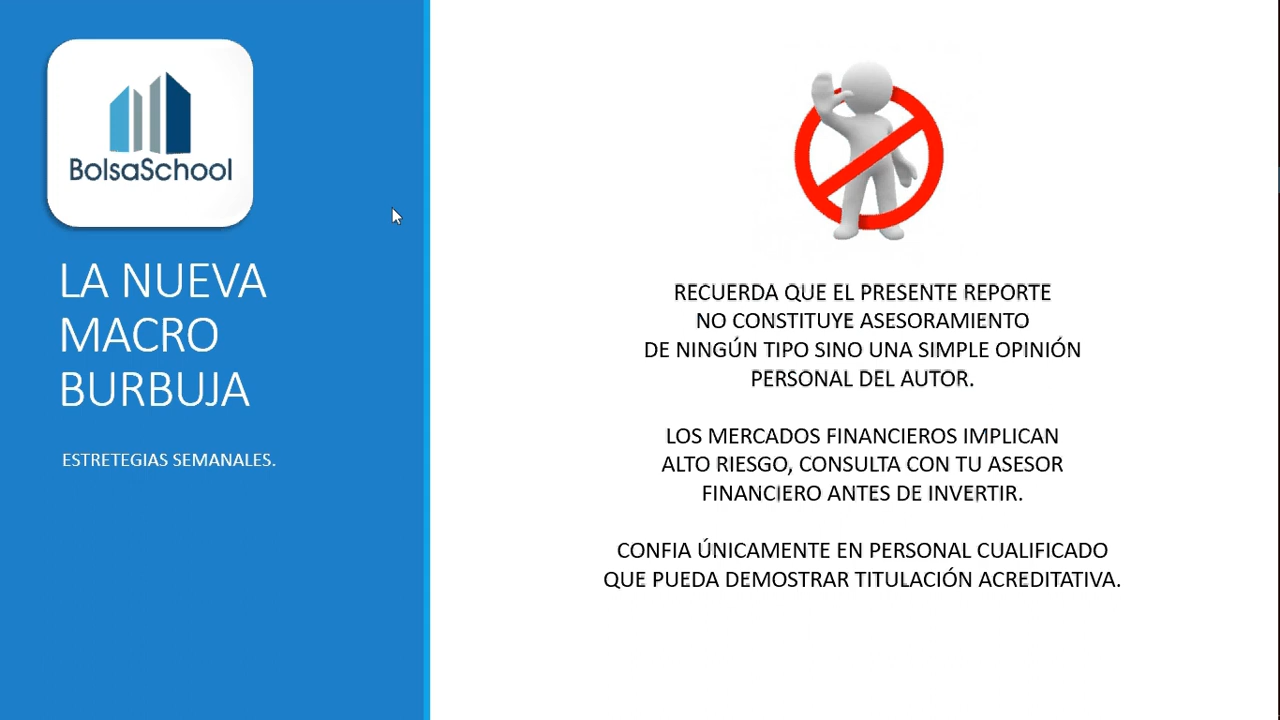 BolsaSchool
LA NUEVA
MACRO
BURBUJA
ESTRETEGIAS SEMANALES.
RECUERDA QUE EL PRESENTE REPORTE
NO CONSTITUYE ASESORAMIENTO
DE NINGÚN TIPO SINO UNA SIMPLE OPINIÓN
PERSONAL DEL AUTOR.
LOS MERCADOS FINANCIEROS IMPLICAN
ALTO RIESGO, CONSULTA CON TU ASESOR
FINANCIERO ANTES DE INVERTIR.
CONFIA ÚNICAMENTE EN PERSONAL CUALIFICADO
QUE PUEDA DEMOSTRAR TITULACIÓN ACREDITATIVA.